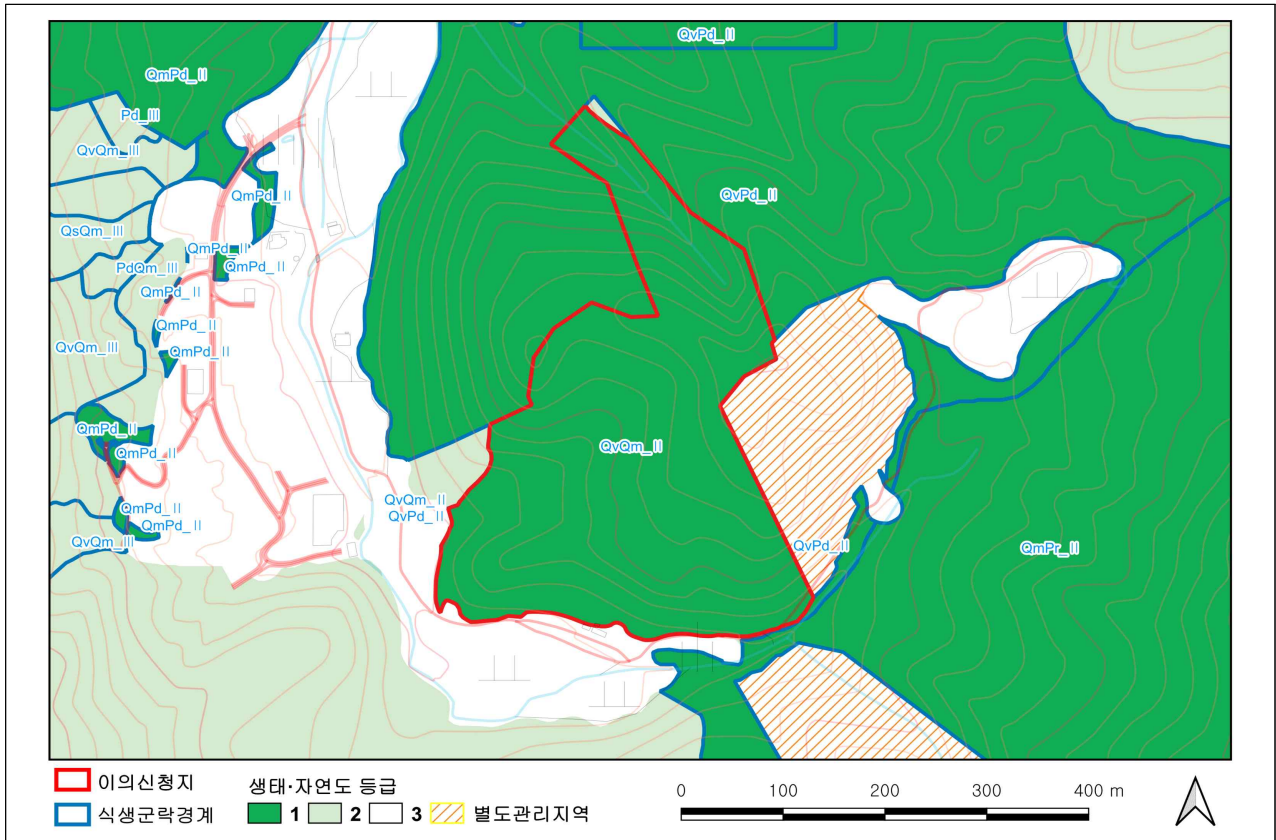 QvPd_Ⅱ
QmPd_Ⅱ
Pd_Ⅲ
QvQm_Ⅲ
QmPd_Ⅱ
QvPd_Ⅱ
QsQm_Ⅲ
QmPd_Ⅱ
PdQm_Ⅲ
QmPd_Ⅱ
QmPd_Ⅱ
QmPd_Ⅱ
QvQm_Ⅲ
QmPd_Ⅱ
QmPd_Ⅱ
QvQm_Ⅱ
QmPd_Ⅱ
QvQm_Ⅱ
QvPd_Ⅱ
QmPd_Ⅱ
QmPd_Ⅱ
QvQm_Ⅲ
QvPd_Ⅱ
QmPr_Ⅱ
이의신청지
식생군락경계
생태·자연도 등급
1 2 3 별도관리지역
0 100 200 300 400 m